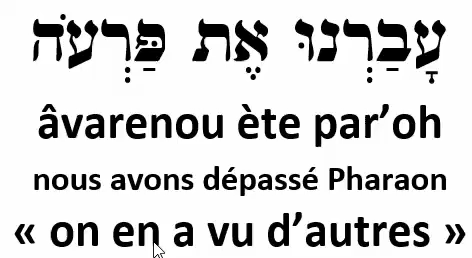 עָבַרְנוּ אֶת פַּרְעֹה
âvarenou ète par’oh
nous avons dépassé Pharaon
« on en a vu d’autres »